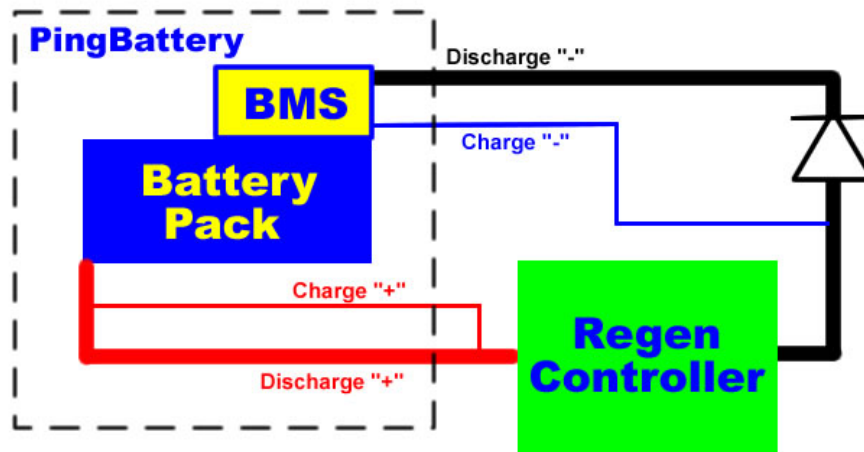 PingBattery
Discharge "-"
BMS
Charge "-"
Battery
Pack
Charge "+"
Regen
Controller
Discharge "+"